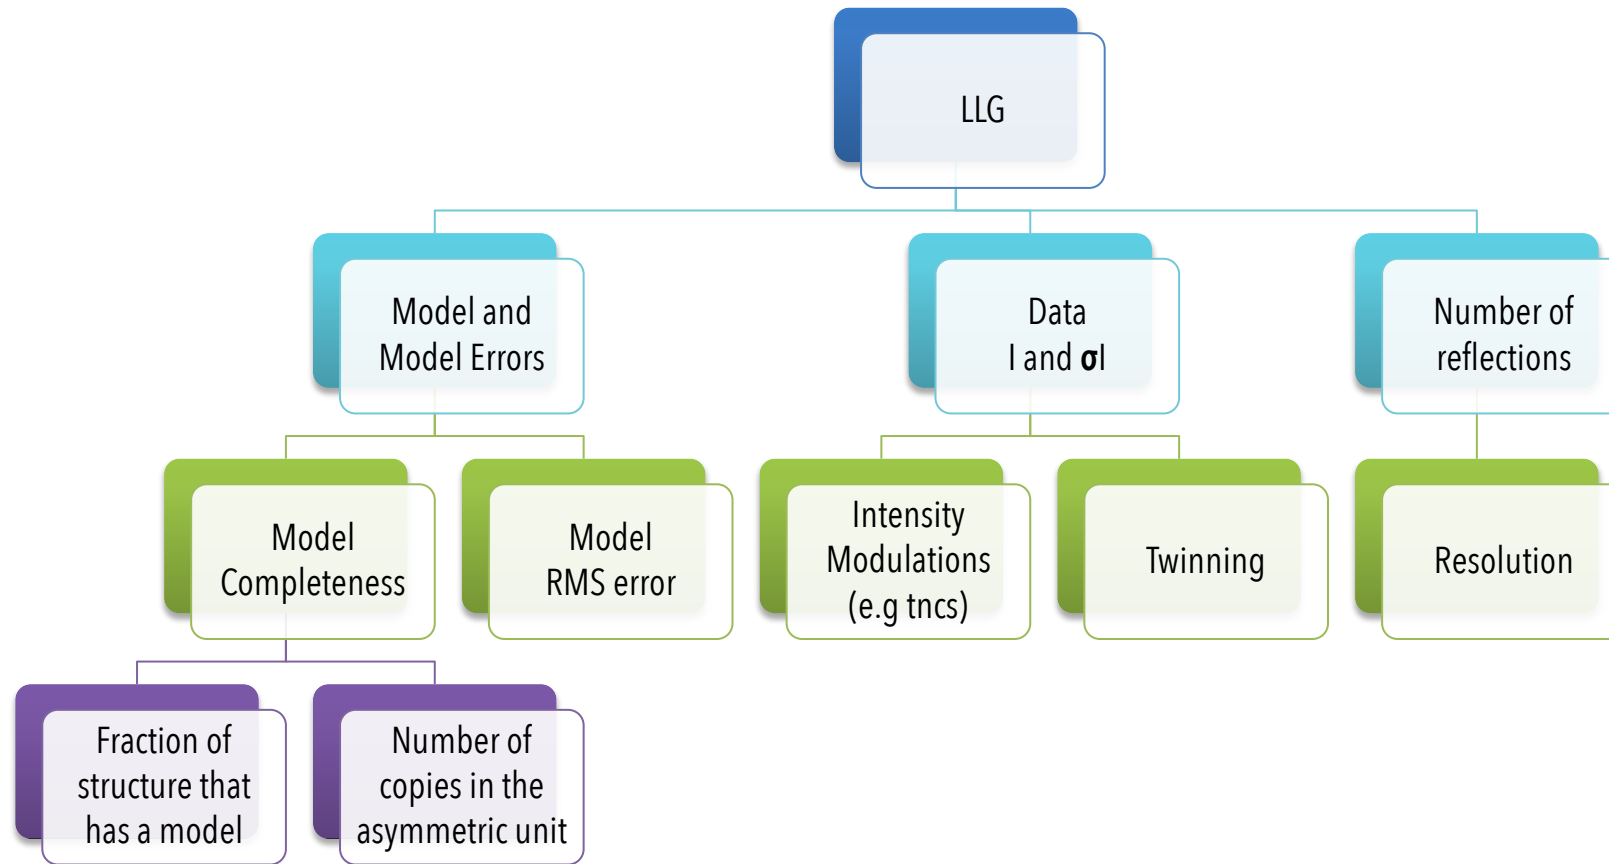 LLG
Model and
Model Errors
Data
I and σI
Number of
reflections
Model
Completeness
Model
RMS error
Intensity
Modulations
(e.g tncs)
Twinning
Resolution
Fraction of
structure that
has a model
Number of
copies in the
asymmetric unit